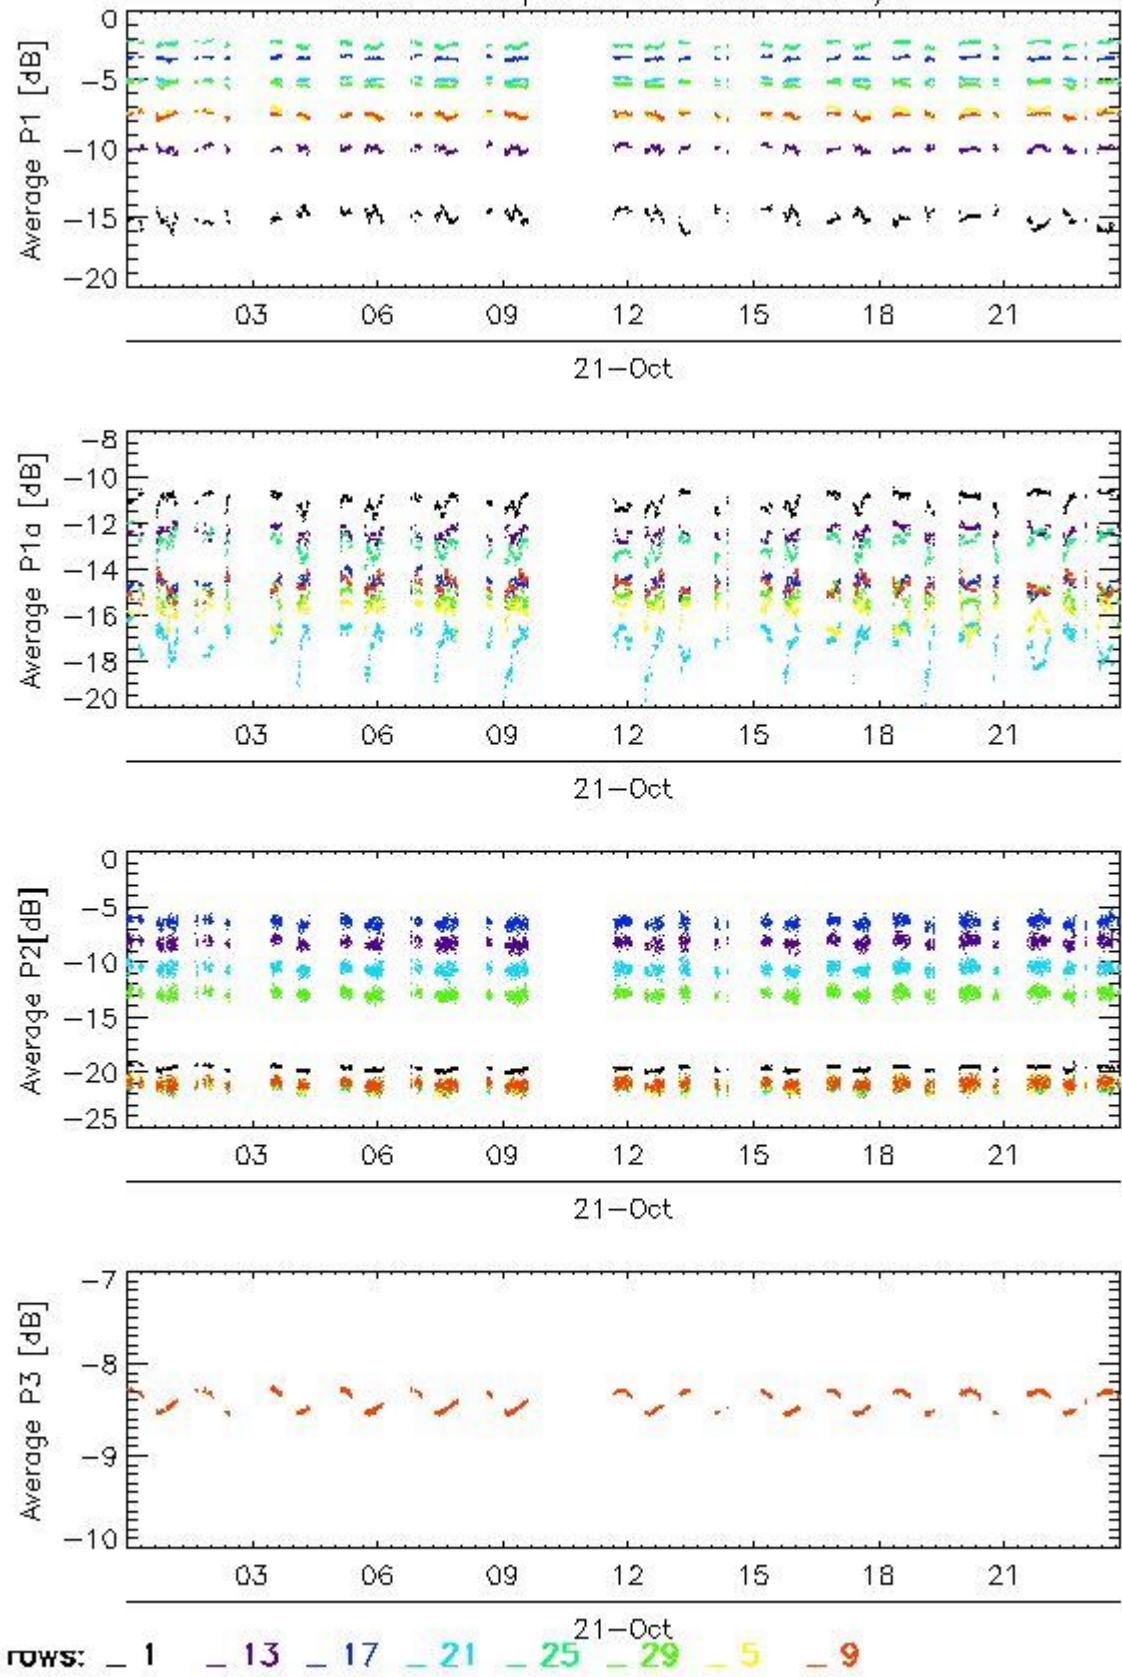 0
-5
-10
-15
-20
Average P1 [dB]
03 06 09 12 15 18 21
21-Oct
-8
-10
-12
-14
-16
-18
-20
Average P1a [dB]
03 06 09 12 15 18 21
21-Oct
0
-5
-10
-15
-20
-25
Average P2[dB]
03 06 09 12 15 18 21
21-Oct
-7
-8
-9
-10
Average P3 [dB]
03 06 09 12 15 18 21
21-Oct
rows: _ 1 _ 13 _ 17 _ 21 _ 25 _ 29 _ 5 _ 9